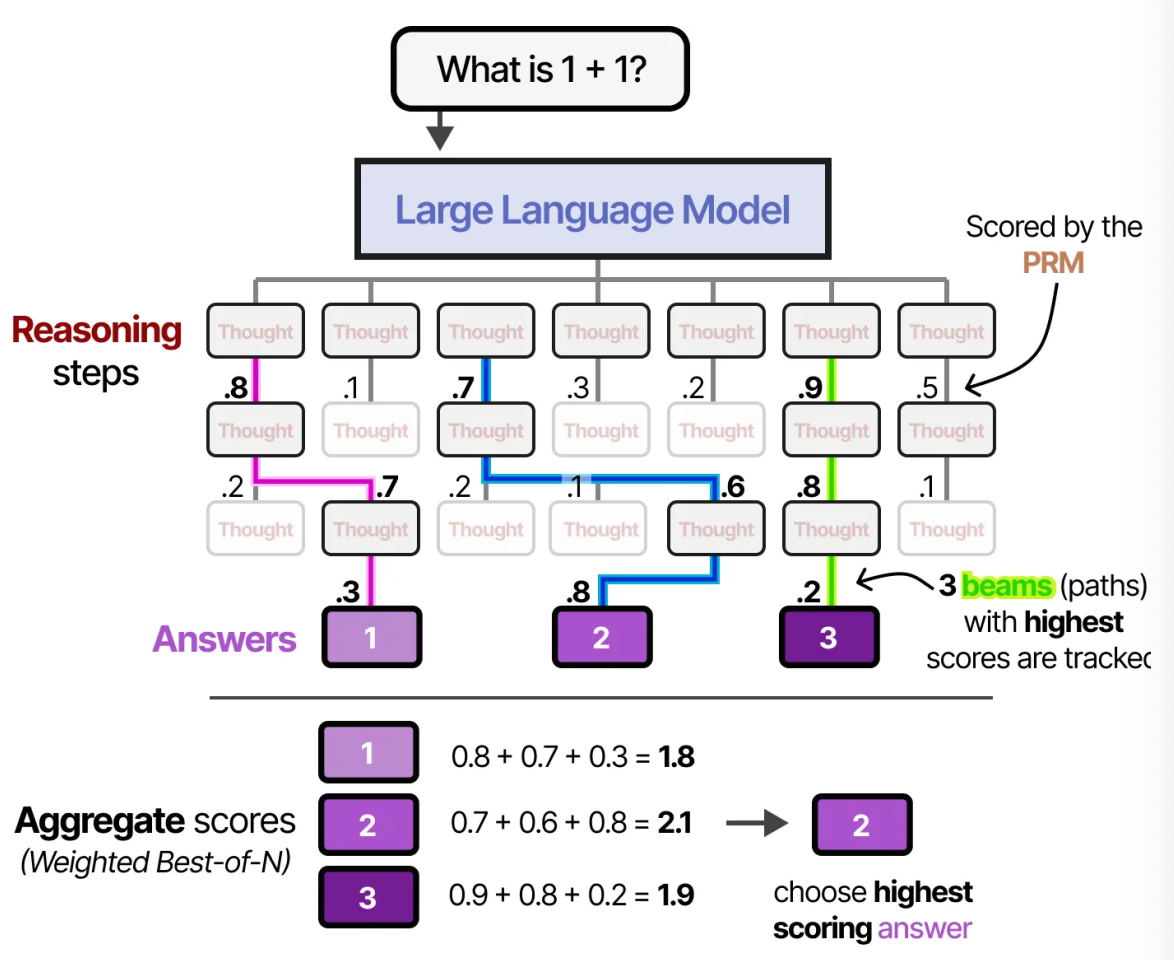 What is 1 + 1?
Large Language Model
Scored by the
PRM
Reasoning
steps
Thought Thought Thought Thought Thought Thought Thought
.8 .1 .7 .3 .2 .9 .5
Thought Thought Thought Thought Thought Thought Thought
.2 .7 .2 .1 .6 .8 .1
Thought Thought Thought Thought Thought Thought Thought
.3 .8 .2
3 beams (paths)
with highest
scores are tracked
Answers
1 2 3
1 0.8 + 0.7 + 0.3 = 1.8
Aggregate scores
(Weighted Best-of-N)
2 0.7 + 0.6 + 0.8 = 2.1
2
3 0.9 + 0.8 + 0.2 = 1.9
choose highest
scoring answer